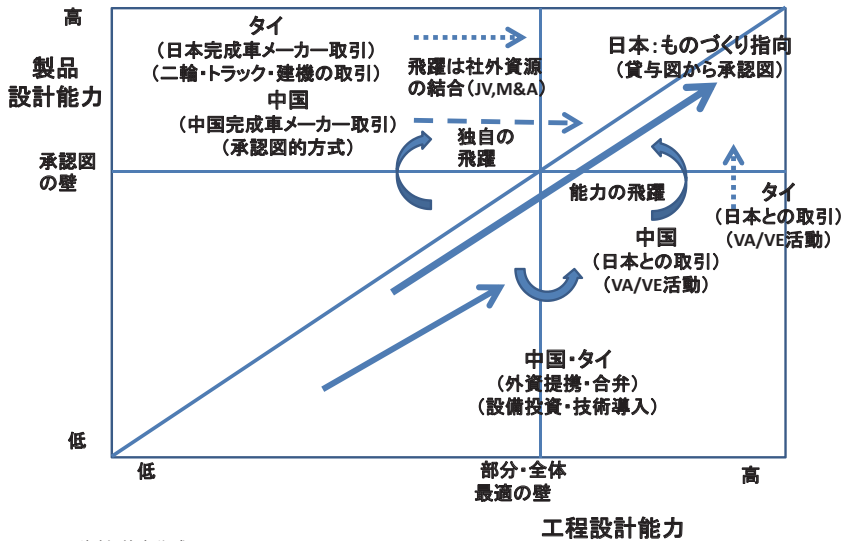 高
製品
設計能力
承認図
の壁
低
タイ
（日本完成車メーカー取引）
（二輪・トラック・建機の取引）
中国
（中国完成車メーカー取引）
（承認図的方式）
飛躍は社外資源
の結合（JV,M&A）
独自の
飛躍
日本：ものづくり指向
（貸与図から承認図）
能力の飛躍
タイ
（日本との取引）
（VA/VE活動）
中国
（日本との取引）
（VA/VE活動）
中国・タイ
（外資提携・合弁）
（設備投資・技術導入）
低
部分・全体
最適の壁
高
工程設計能力